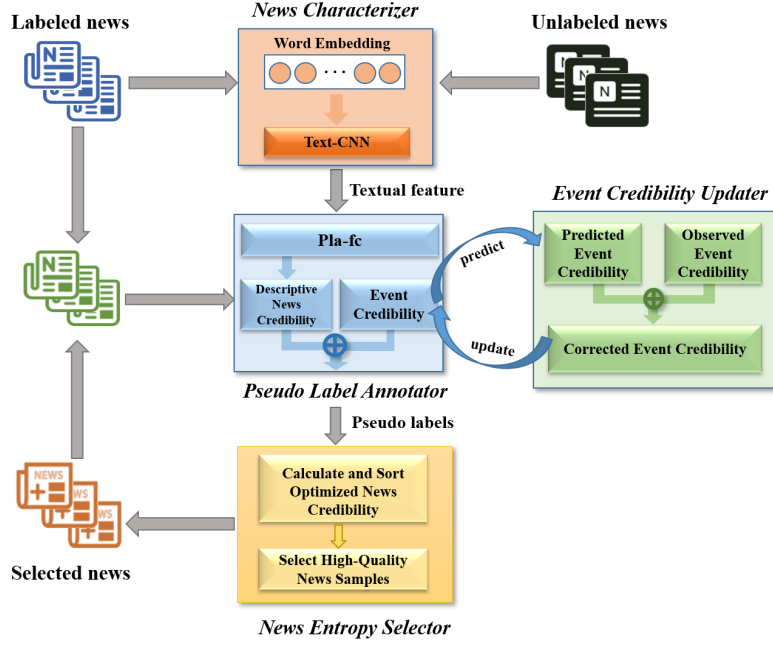 News Characterizer
Labeled news
Unlabeled news
Word Embedding
N
N
...
Text-CNN
Textual feature
Event Credibility Updater
Pla-fc
predict
Predicted
Event
Credibility
Observed
Event
Credibility
N
Descriptive
News
Credibility
Event
Credibility
update
Corrected Event Credibility
Pseudo Label Annotator
Pseudo labels
NEWS
Calculate and Sort
Optimized News
Credibility
Select High-Quality
News Samples
Selected news
News Entropy Selector